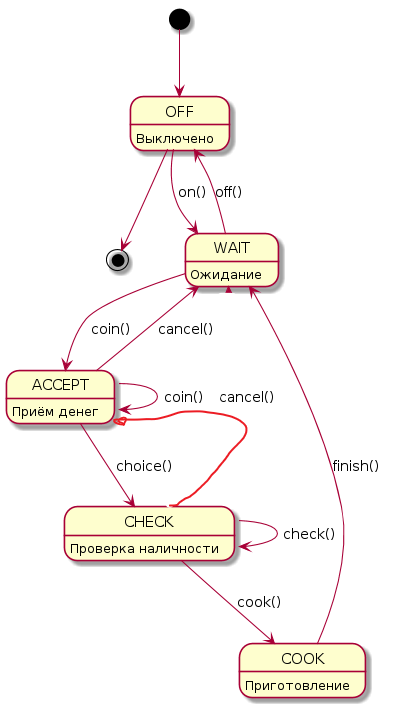 OFF
Выключено
on()
off()
WAIT
Ожидание
coin()
cancel()
ACCEPT
Приём денег
coin()
cancel()
choice()
finish()
CHECK
Проверка наличности
check()
cook()
COOK
Приготовление